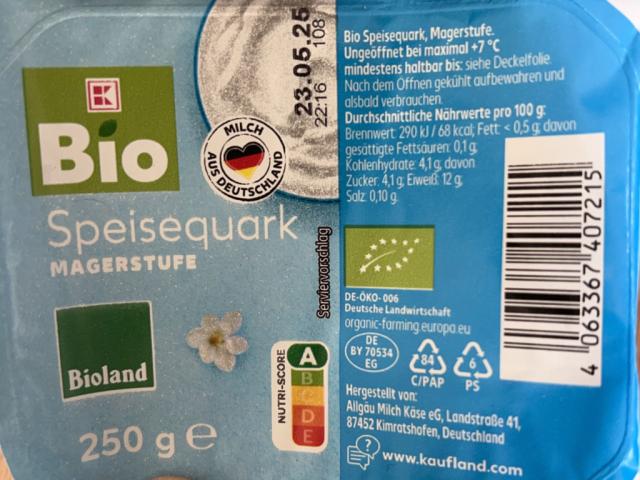 K
Bio
MILCH
AUS DEUTSCHLAND
23.05.25
22:16 108
Speisequark
MAGERSTUFE
Serviervorschlag
Bioland
250 g e
NUTRI-SCORE
A
B
C
D
E
Bio Speisequark, Magerstufe.
Ungeöffnet bei maximal +7 °C
mindestens haltbar bis: siehe Deckelfolie.
Nach dem Öffnen gekühlt aufbewahren und
alsbald verbrauchen.
Durchschnittliche Nährwerte pro 100 g:
Brennwert: 290 kJ / 68 kcal; Fett: < 0,5 g; davon
gesättigte Fettsäuren: 0,1 g;
Kohlenhydrate: 4,1 g, davon
Zucker: 4,1 g; Eiweiß: 12 g;
Salz: 0,10 g.
DE-ÖKO-006
Deutsche Landwirtschaft
organic-farming.europa.eu
DE
BY 70534
EG
84
C/PAP
6
PS
Hergestellt von:
Allgäu Milch Käse eG, Landstraße 41,
87452 Kimratshofen, Deutschland
www.kaufland.com
4 063367 407215